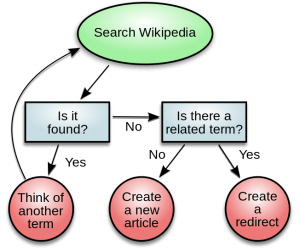 Search Wikipedia
Is it
found?
No
Is there a
related term?
Yes
No
Yes
Think of
another
term
Create
a new
article
Create
a
redirect